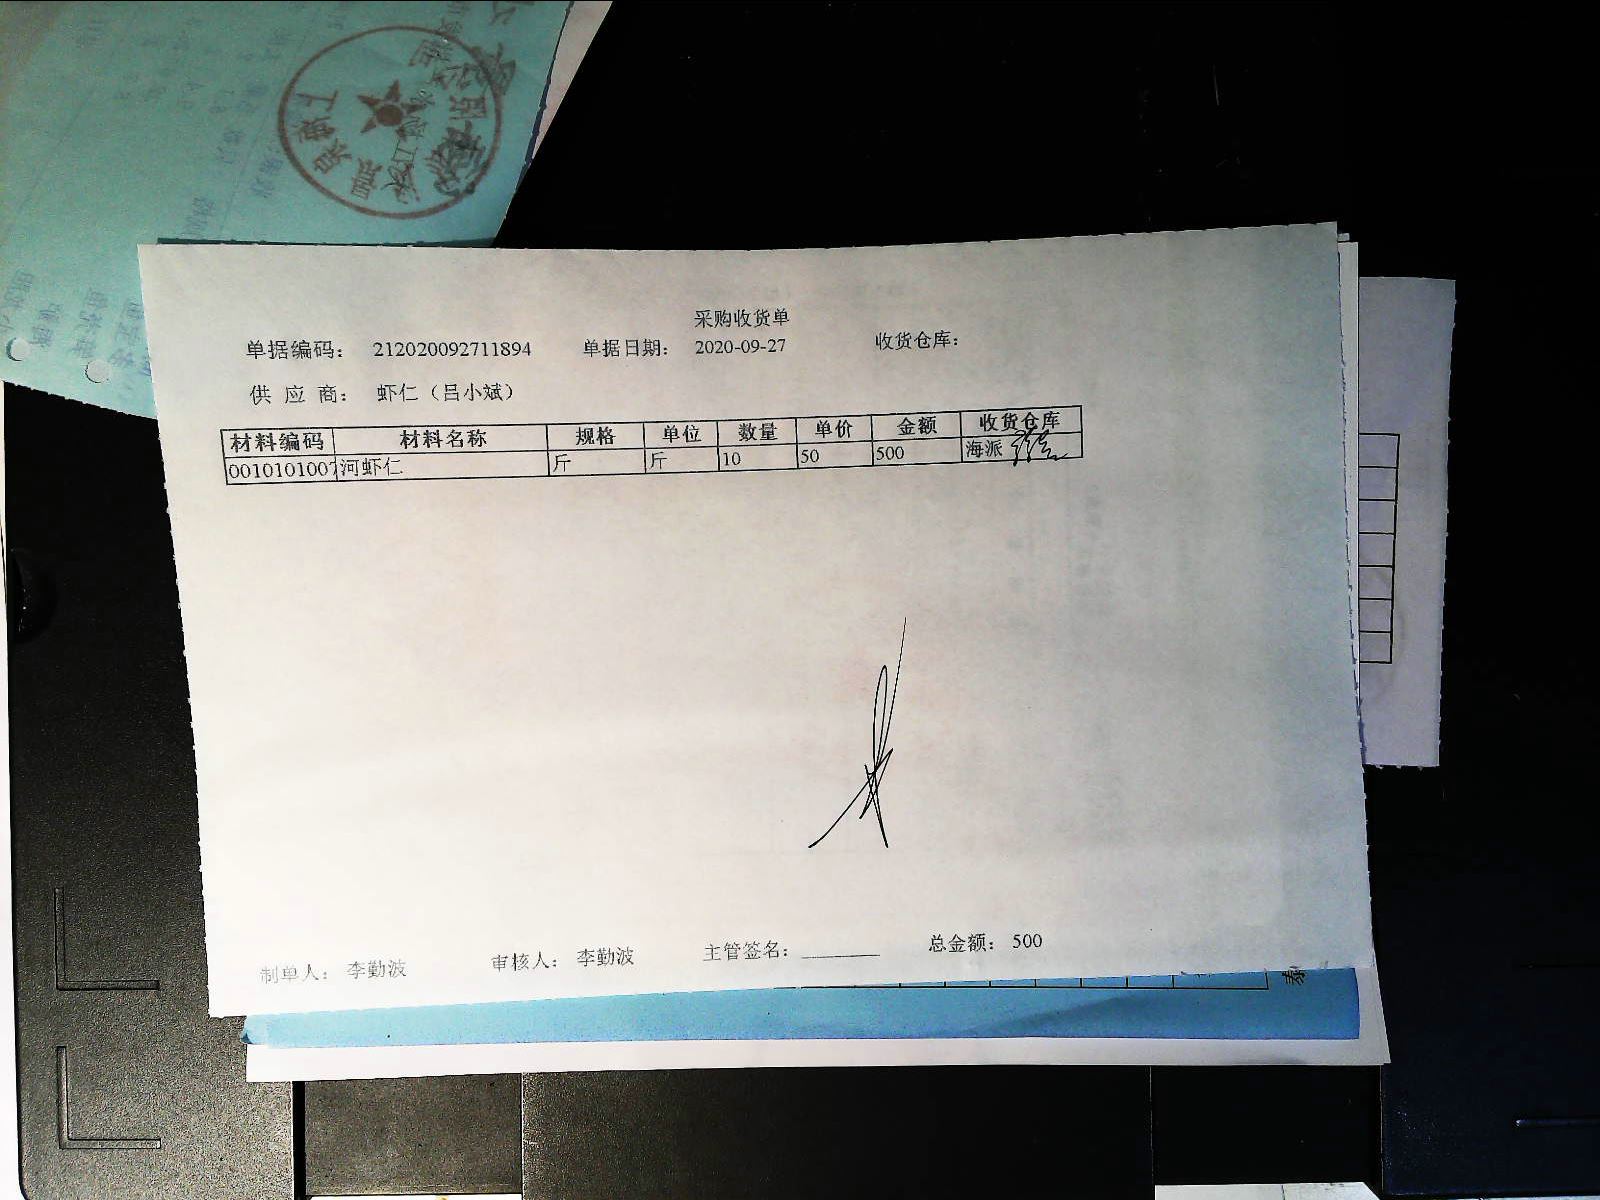 采购收货单
单据编码： 212020092711894 单据日期： 2020-09-27 收货仓库：
供 应 商： 虾仁（吕小斌）
材料编码 材料名称 规格 单位 数量 单价 金额 收货仓库
0010101007 河虾仁 斤 斤 10 50 500 海派
制单人： 李勤波 审核人： 李勤波 主管签名： 总金额： 500